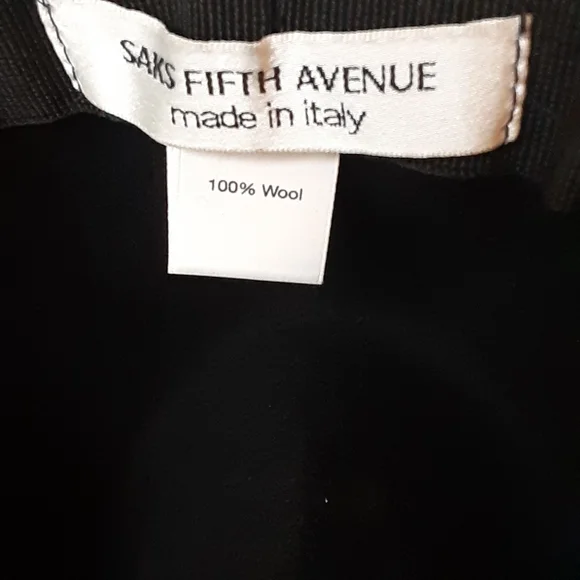 SAKS FIFTH AVENUE
made in italy
100% Wool